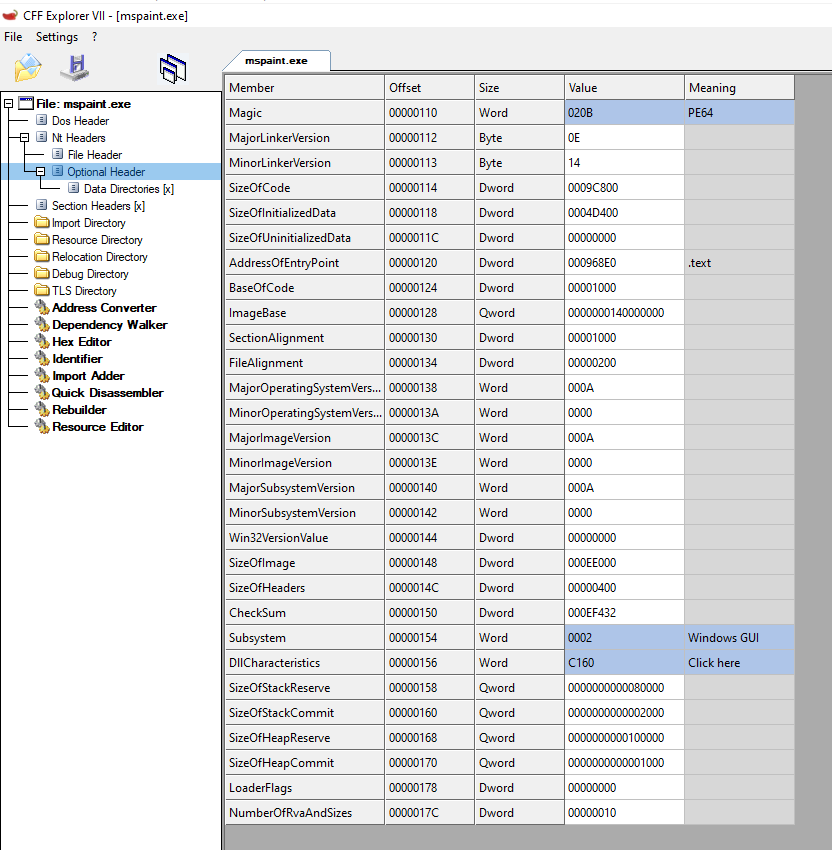 CFF Explorer VII - [mspaint.exe]
File Settings ?
mspaint.exe
File: mspaint.exe
Dos Header
Nt Headers
File Header
Optional Header
Data Directories [x]
Section Headers [x]
Import Directory
Resource Directory
Relocation Directory
Debug Directory
TLS Directory
Address Converter
Dependency Walker
Hex Editor
Identifier
Import Adder
Quick Disassembler
Rebuilder
Resource Editor
Member Offset Size Value Meaning
Magic 00000110 Word 020B PE64
MajorLinkerVersion 00000112 Byte 0E
MinorLinkerVersion 00000113 Byte 14
SizeOfCode 00000114 Dword 0009C800
SizeOfInitializedData 00000118 Dword 0004D400
SizeOfUninitializedData 0000011C Dword 00000000
AddressOfEntryPoint 00000120 Dword 000968E0 .text
BaseOfCode 00000124 Dword 00001000
ImageBase 00000128 Qword 0000000140000000
SectionAlignment 00000130 Dword 00001000
FileAlignment 00000134 Dword 00000200
MajorOperatingSystemVers... 00000138 Word 000A
MinorOperatingSystemVers... 0000013A Word 0000
MajorImageVersion 0000013C Word 000A
MinorImageVersion 0000013E Word 0000
MajorSubsystemVersion 00000140 Word 000A
MinorSubsystemVersion 00000142 Word 0000
Win32VersionValue 00000144 Dword 00000000
SizeOfImage 00000148 Dword 000EE000
SizeOfHeaders 0000014C Dword 00000400
CheckSum 00000150 Dword 000EF432
Subsystem 00000154 Word 0002 Windows GUI
DllCharacteristics 00000156 Word C160 Click here
SizeOfStackReserve 00000158 Qword 0000000000080000
SizeOfStackCommit 00000160 Qword 0000000000002000
SizeOfHeapReserve 00000168 Qword 0000000000100000
SizeOfHeapCommit 00000170 Qword 0000000000001000
LoaderFlags 00000178 Dword 00000000
NumberOfRvaAndSizes 0000017C Dword 00000010